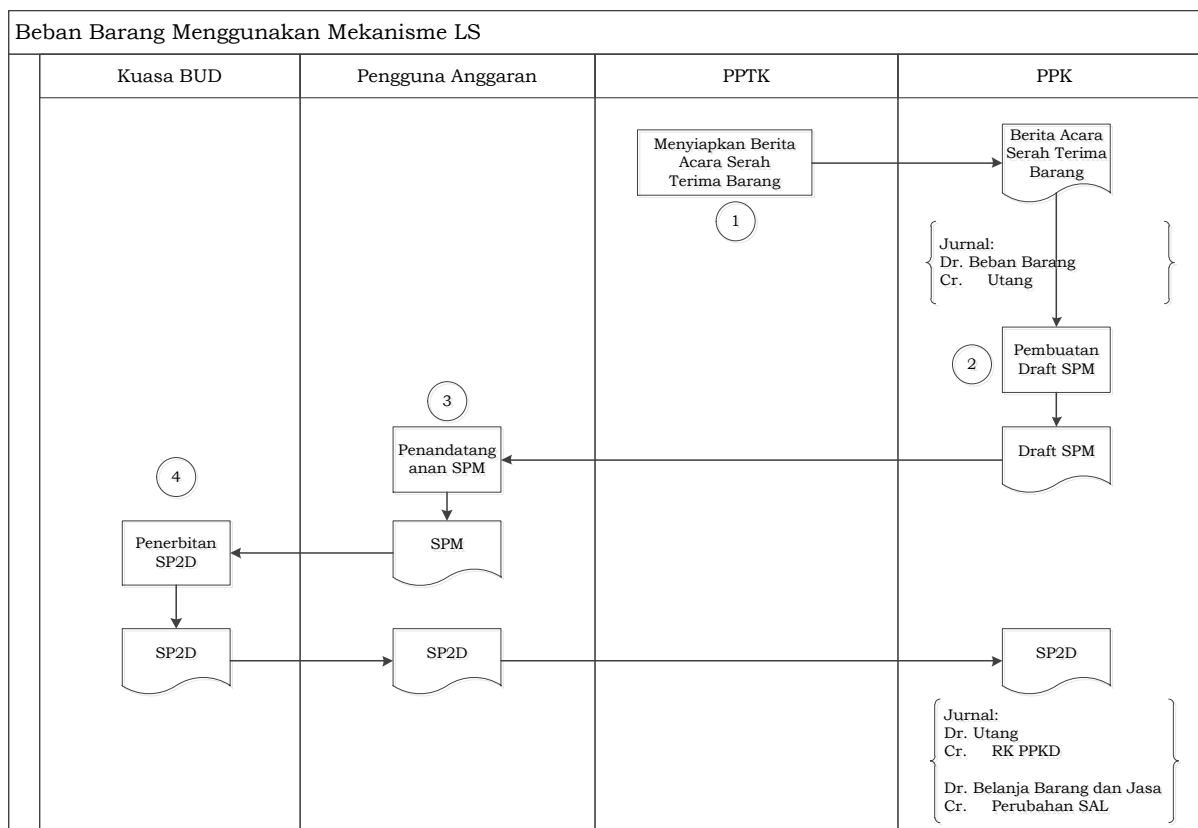 Beban Barang Menggunakan Mekanisme LS
Kuasa BUD
Pengguna Anggaran
PPTK
PPK
Menyiapkan Berita
Acara Serah
Terima Barang
1
Berita Acara
Serah Terima
Barang
Jurnal:
Dr. Beban Barang
Cr. Utang
2
Pembuatan
Draft SPM
Draft SPM
3
Penandatang
anan SPM
SPM
4
Penerbitan
SP2D
SP2D
SP2D
SP2D
Jurnal:
Dr. Utang
Cr. RK PPKD
Dr. Belanja Barang dan Jasa
Cr. Perubahan SAL